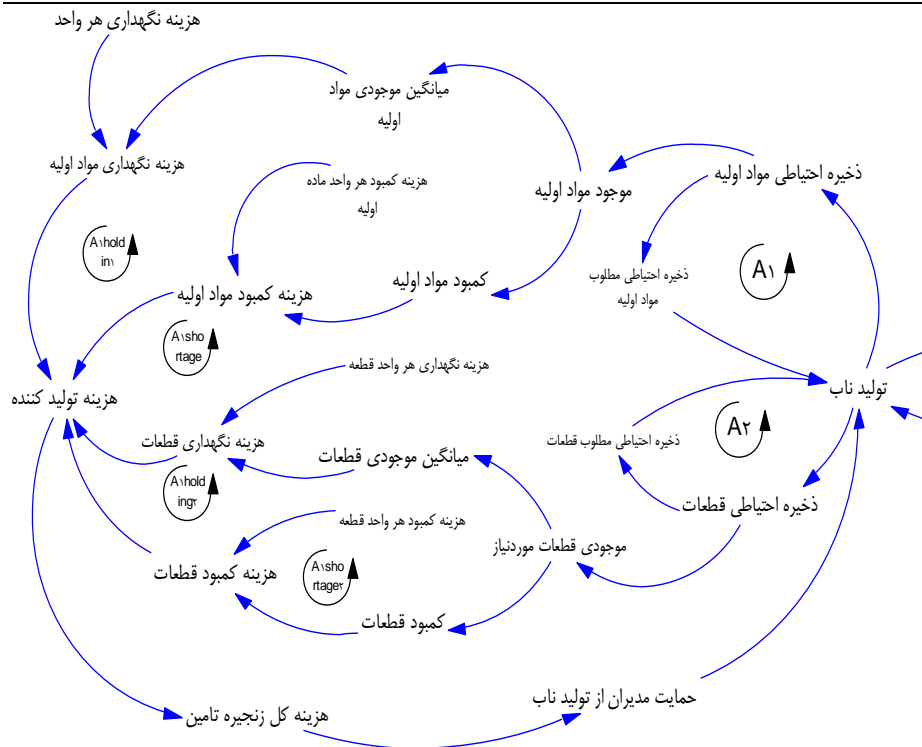 هزینه نگهداری هر واحد
میانگین موجودی مواد
اولیه
هزینه نگهداری مواد اولیه
ذخیره احتیاطی مواد اولیه
هزینه کمبود هر واحد ماده
اولیه
موجود مواد اولیه
A۱hold
in۱
A۱
ذخیره احتیاطی مطلوب
مواد اولیه
کمبود مواد اولیه
هزینه کمبود مواد اولیه
A۱sho
rtage
هزینه نگهداری هر واحد قطعه
تولید ناب
هزینه تولید کننده
A۲
هزینه نگهداری قطعات
ذخیره احتیاطی مطلوب قطعات
میانگین موجودی قطعات
A۱hold
ing۲
ذخیره احتیاطی قطعات
هزینه کمبود هر واحد قطعه
موجودی قطعات موردنیاز
هزینه کمبود قطعات
A۱sho
rtage۲
کمبود قطعات
حمایت مدیران از تولید ناب
هزینه کل زنجیره تامین